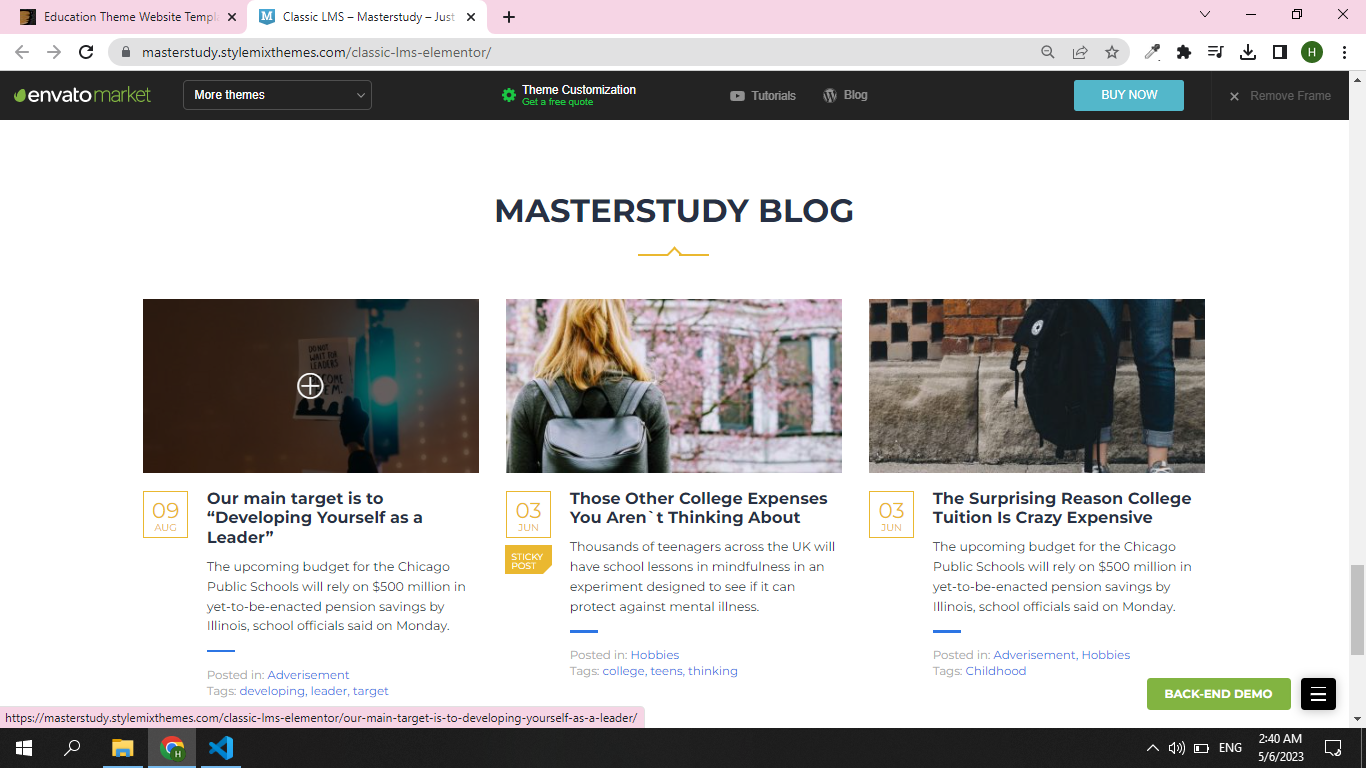 Education Theme Website Templ
Classic LMS – Masterstudy – Just
masterstudy.stylemixthemes.com/classic-lms-elementor/
H
envatomarket
More themes
Theme Customization
Get a free quote
Tutorials
Blog
BUY NOW
Remove Frame
MASTERSTUDY BLOG
DO NOT
WAIT FOR
LEADERS
09
AUG
Our main target is to
“Developing Yourself as a
Leader”
The upcoming budget for the Chicago
Public Schools will rely on $500 million in
yet-to-be-enacted pension savings by
Illinois, school officials said on Monday.
Posted in: Adverisement
Tags: developing, leader, target
03
JUN
STICKY
POST
Those Other College Expenses
You Aren`t Thinking About
Thousands of teenagers across the UK will
have school lessons in mindfulness in an
experiment designed to see if it can
protect against mental illness.
Posted in: Hobbies
Tags: college, teens, thinking
03
JUN
The Surprising Reason College
Tuition Is Crazy Expensive
The upcoming budget for the Chicago
Public Schools will rely on $500 million in
yet-to-be-enacted pension savings by
Illinois, school officials said on Monday.
Posted in: Adverisement, Hobbies
Tags: Childhood
BACK-END DEMO
https://masterstudy.stylemixthemes.com/classic-lms-elementor/our-main-target-is-to-developing-yourself-as-a-leader/
H
ENG
2:40 AM
5/6/2023